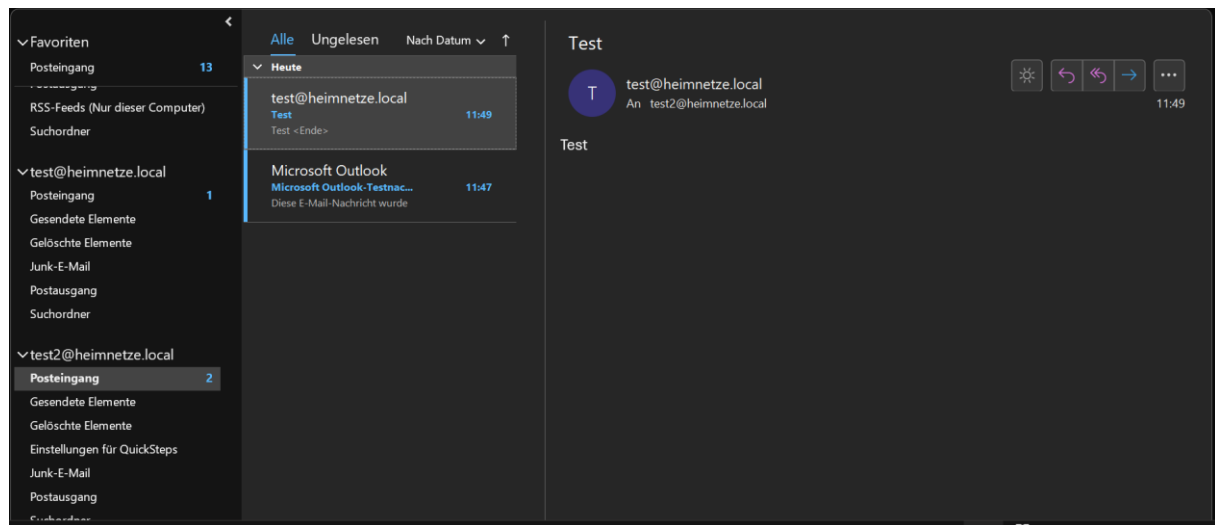 Favoriten
Posteingang 13
RSS-Feeds (Nur dieser Computer)
Suchordner
test@heimnetze.local
Posteingang 1
Gesendete Elemente
Gelöschte Elemente
Junk-E-Mail
Postausgang
Suchordner
test2@heimnetze.local
Posteingang 2
Gesendete Elemente
Gelöschte Elemente
Einstellungen für QuickSteps
Junk-E-Mail
Postausgang
Alle Ungelesen Nach Datum ↑
Heute
test@heimnetze.local
Test 11:49
Test <Ende>
Microsoft Outlook
Microsoft Outlook-Testnac... 11:47
Diese E-Mail-Nachricht wurde
Test
T
test@heimnetze.local
An test2@heimnetze.local
11:49
Test